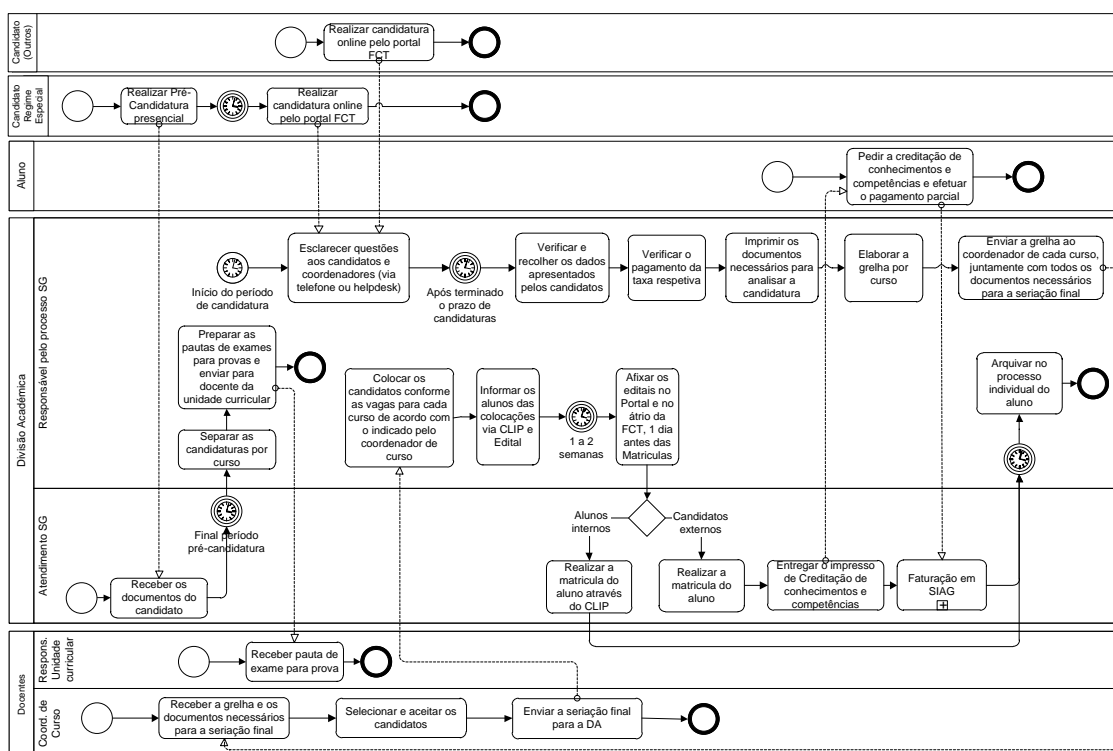 Candidato
(Outros)
Realizar candidatura
online pelo portal
FCT
Candidato
Regime
Especial
Realizar Pré-
Candidatura
presencial
Realizar
candidatura online
pelo portal FCT
Aluno
Pedir a creditação de
conhecimentos e
competências e efetuar
o pagamento parcial
Divisão Académica
Responsável pelo processo SG
Início do período
de candidatura
Esclarecer questões
aos candidatos e
coordenadores (via
telefone ou helpdesk)
Após terminado
o prazo de
candidaturas
Verificar e
recolher os dados
apresentados
pelos candidatos
Verificar o
pagamento da
taxa respetiva
Imprimir os
documentos
necessários para
analisar a
candidatura
Elaborar a
grelha por
curso
Enviar a grelha ao
coordenador de cada curso,
juntamente com todos os
documentos necessários
para a seriação final
Preparar as
pautas de exames
para provas e
enviar para
docente da
unidade curricular
Separar as
candidaturas por
curso
Colocar os
candidatos conforme
as vagas para cada
curso de acordo com
o indicado pelo
coordenador de
curso
Informar os
alunos das
colocações
via CLIP e
Edital
1 a 2
semanas
Afixar os
editais no
Portal e no
átrio da
FCT, 1 dia
antes das
Matriculas
Arquivar no
processo
individual do
aluno
Atendimento SG
Final período
pré-candidatura
Receber os
documentos do
candidato
Alunos
internos
Candidatos
externos
Realizar a
matricula do
aluno através
do CLIP
Realizar a
matricula do
aluno
Entregar o impresso
de Creditação de
conhecimentos e
competências
Faturação em
SIAG
Docentes
Respons.
Unidade
curricular
Receber pauta de
exame para prova
Coord. de
Curso
Receber a grelha e os
documentos necessários
para a seriação final
Selecionar e aceitar os
candidatos
Enviar a seriação final
para a DA